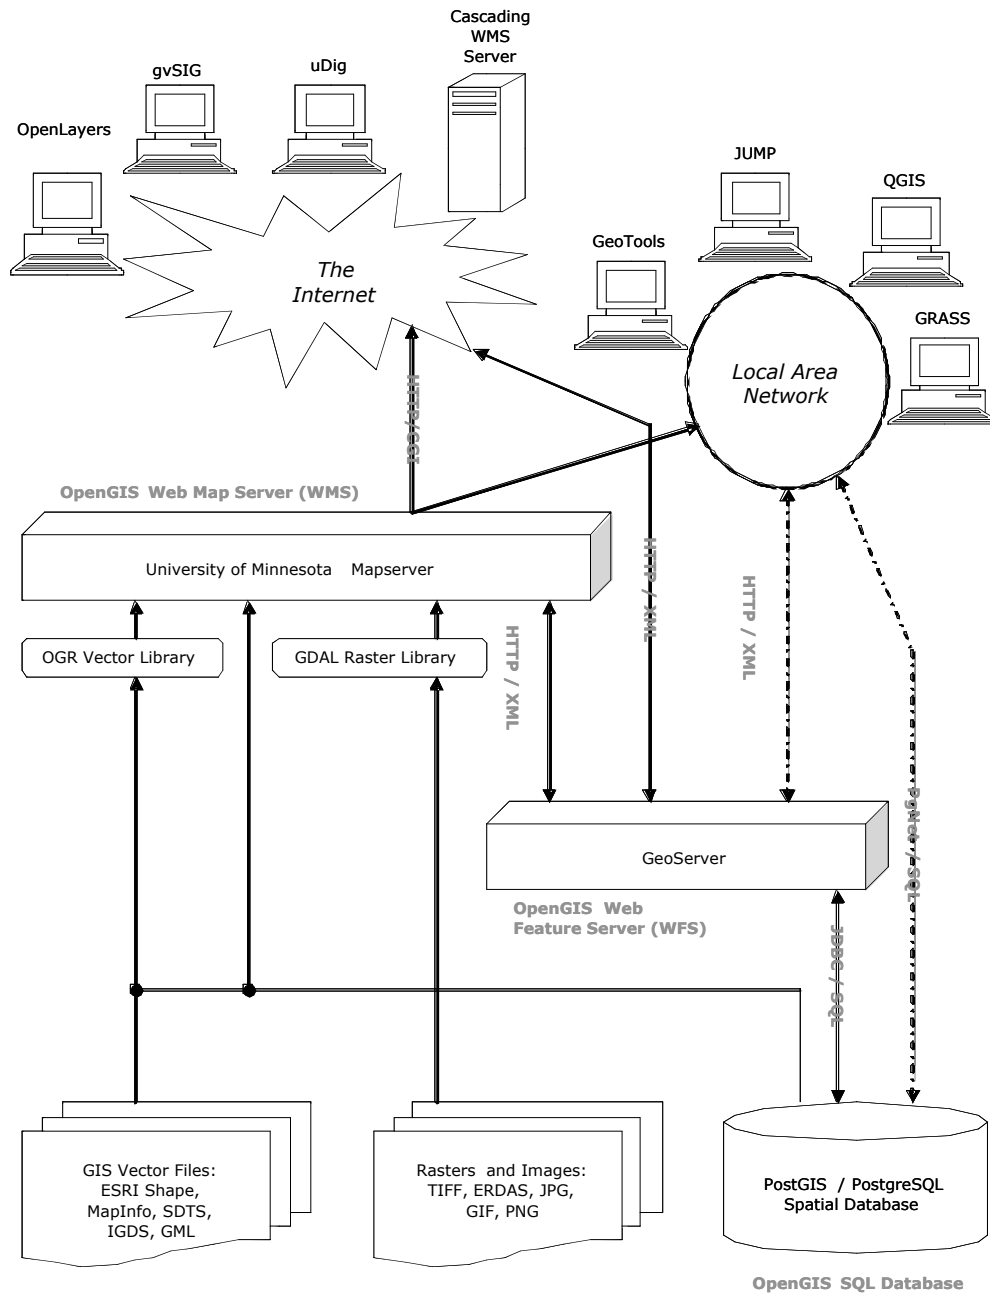 Cascading
WMS
Server
gvSIG
uDig
OpenLayers
JUMP
QGIS
GeoTools
The
Internet
GRASS
Local Area
Network
HTTP/CGI
OpenGIS Web Map Server (WMS)
University of Minnesota Mapserver
HTTP / XML
HTTP / XML
HTTP / XML
OGR Vector Library
GDAL Raster Library
PgNet / SQL
GeoServer
OpenGIS Web
Feature Server (WFS)
JDBC / SQL
GIS Vector Files:
ESRI Shape,
MapInfo, SDTS,
IGDS, GML
Rasters and Images:
TIFF, ERDAS, JPG,
GIF, PNG
PostGIS / PostgreSQL
Spatial Database
OpenGIS SQL Database